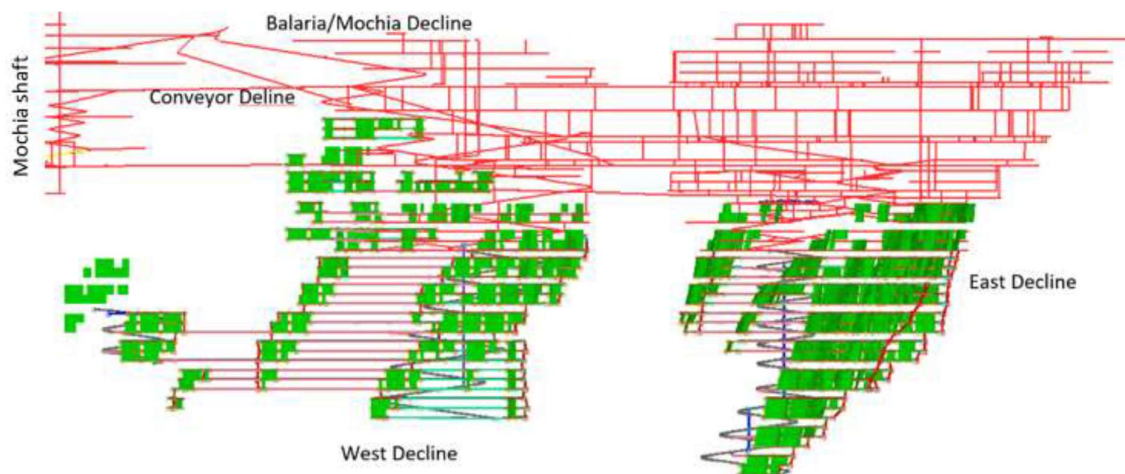 Balaria/Mochia Decline
Mochia shaft
Conveyor Deline
East Decline
West Decline